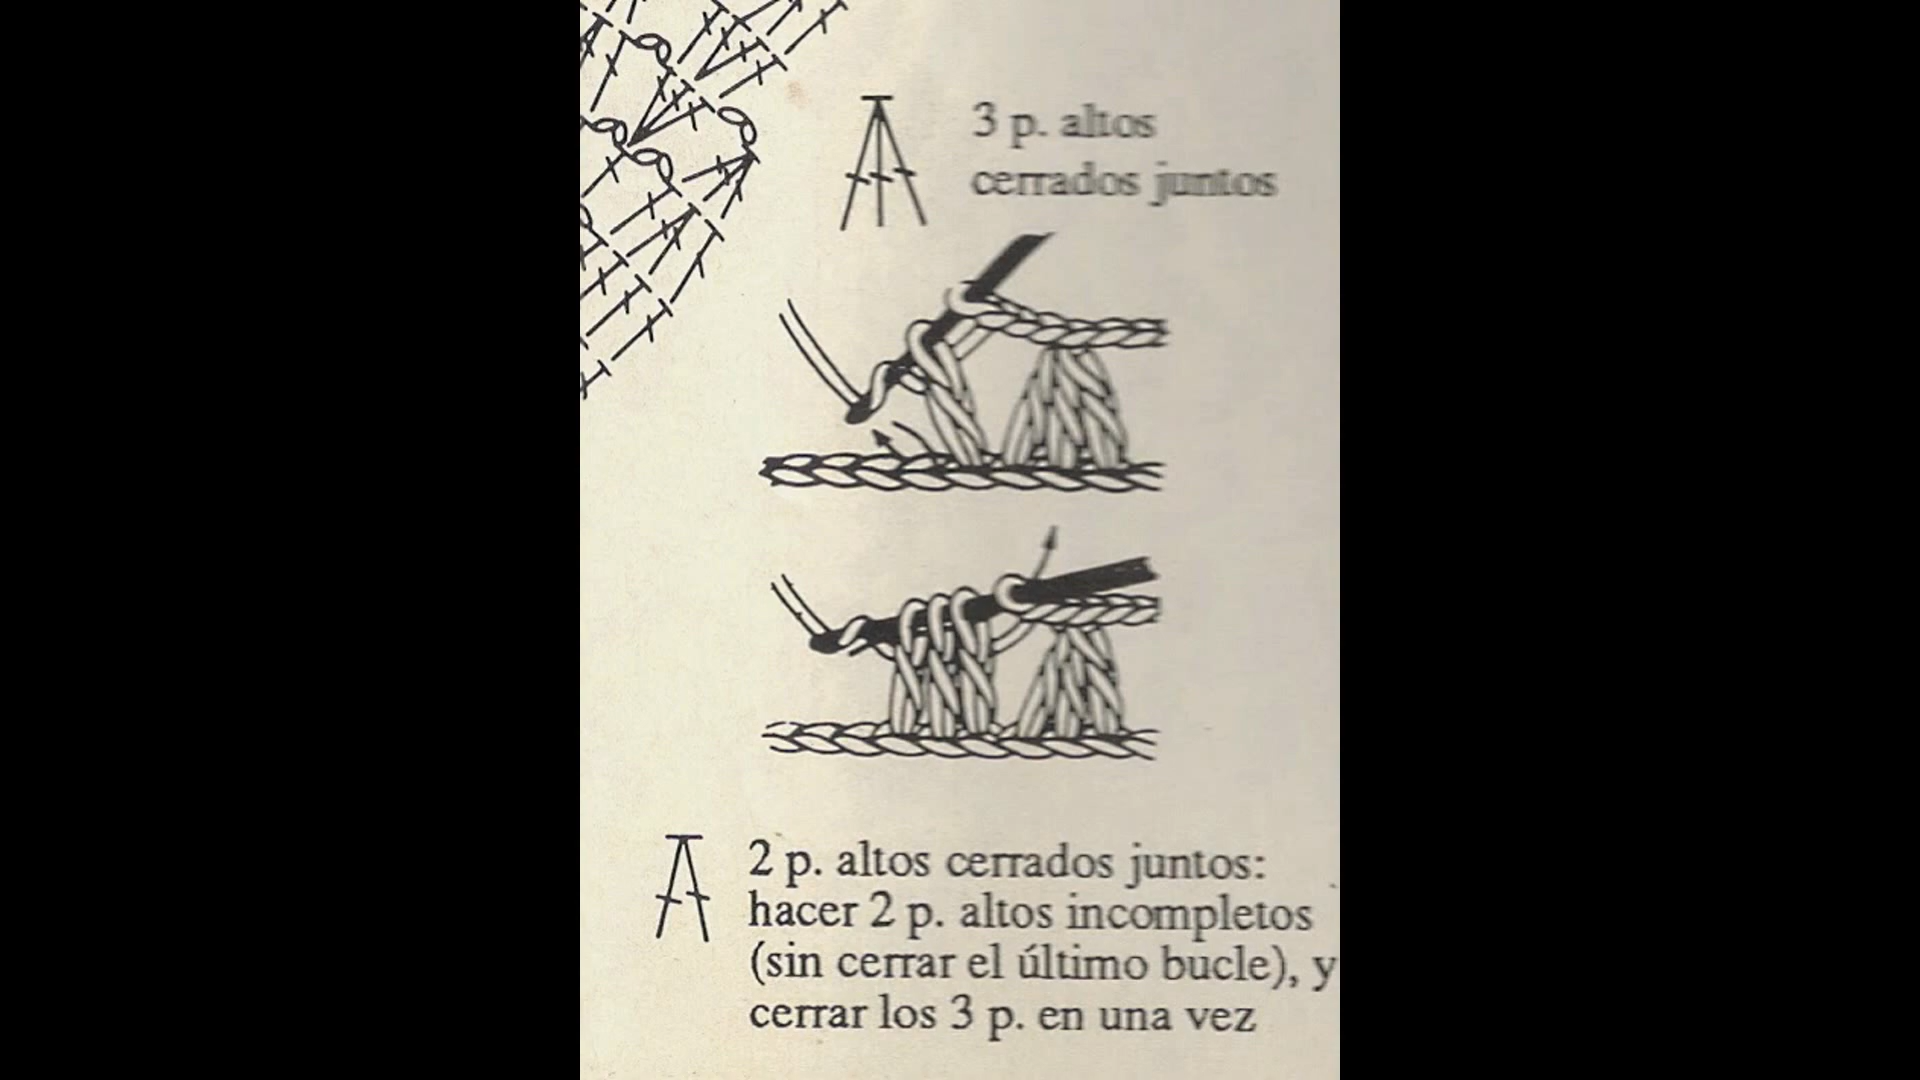 3 p. altos
cerrados juntos
2 p. altos cerrados juntos:
hacer 2 p. altos incompletos
(sin cerrar el último bucle), y
cerrar los 3 p. en una vez